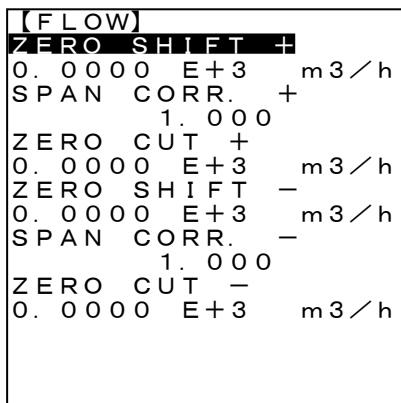 【FLOW】
ZERO SHIFT +
0. 0000 E+3 m3/h
SPAN CORR. +
1. 000
ZERO CUT +
0. 0000 E+3 m3/h
ZERO SHIFT −
0. 0000 E+3 m3/h
SPAN CORR. −
1. 000
ZERO CUT −
0. 0000 E+3 m3/h